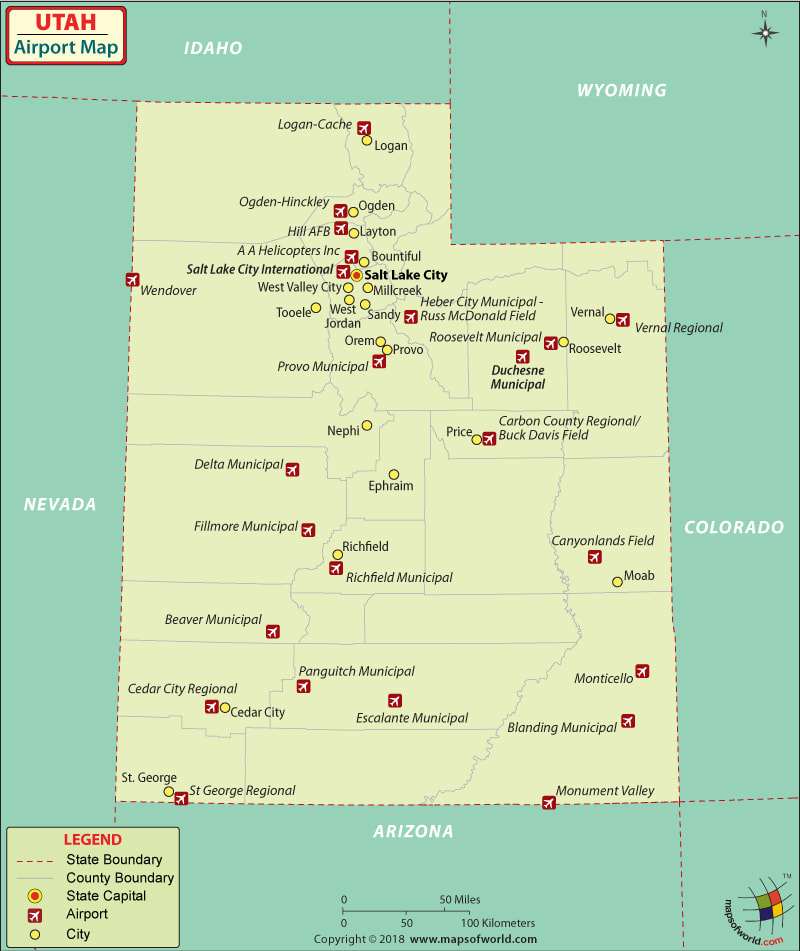 UTAH
Airport Map
N
IDAHO
WYOMING
Logan-Cache
Logan
Ogden-Hinckley
Ogden
Hill AFB
Layton
A A Helicopters Inc
Bountiful
Salt Lake City International
Salt Lake City
Wendover
West Valley City
Millcreek
Tooele
West
Jordan
Sandy
Heber City Municipal -
Russ McDonald Field
Vernal
Vernal Regional
Orem
Provo
Roosevelt Municipal
Roosevelt
Provo Municipal
Duchesne
Municipal
Nephi
Price
Carbon County Regional/
Buck Davis Field
Delta Municipal
Ephraim
NEVADA
COLORADO
Fillmore Municipal
Richfield
Richfield Municipal
Canyonlands Field
Moab
Beaver Municipal
Panguitch Municipal
Monticello
Cedar City Regional
Cedar City
Escalante Municipal
Blanding Municipal
St. George
St George Regional
Monument Valley
ARIZONA
LEGEND
State Boundary
County Boundary
State Capital
Airport
City
0 50 Miles
0 50 100 Kilometers
Copyright © 2018 www.mapsofworld.com
mapsofworld.com
TM